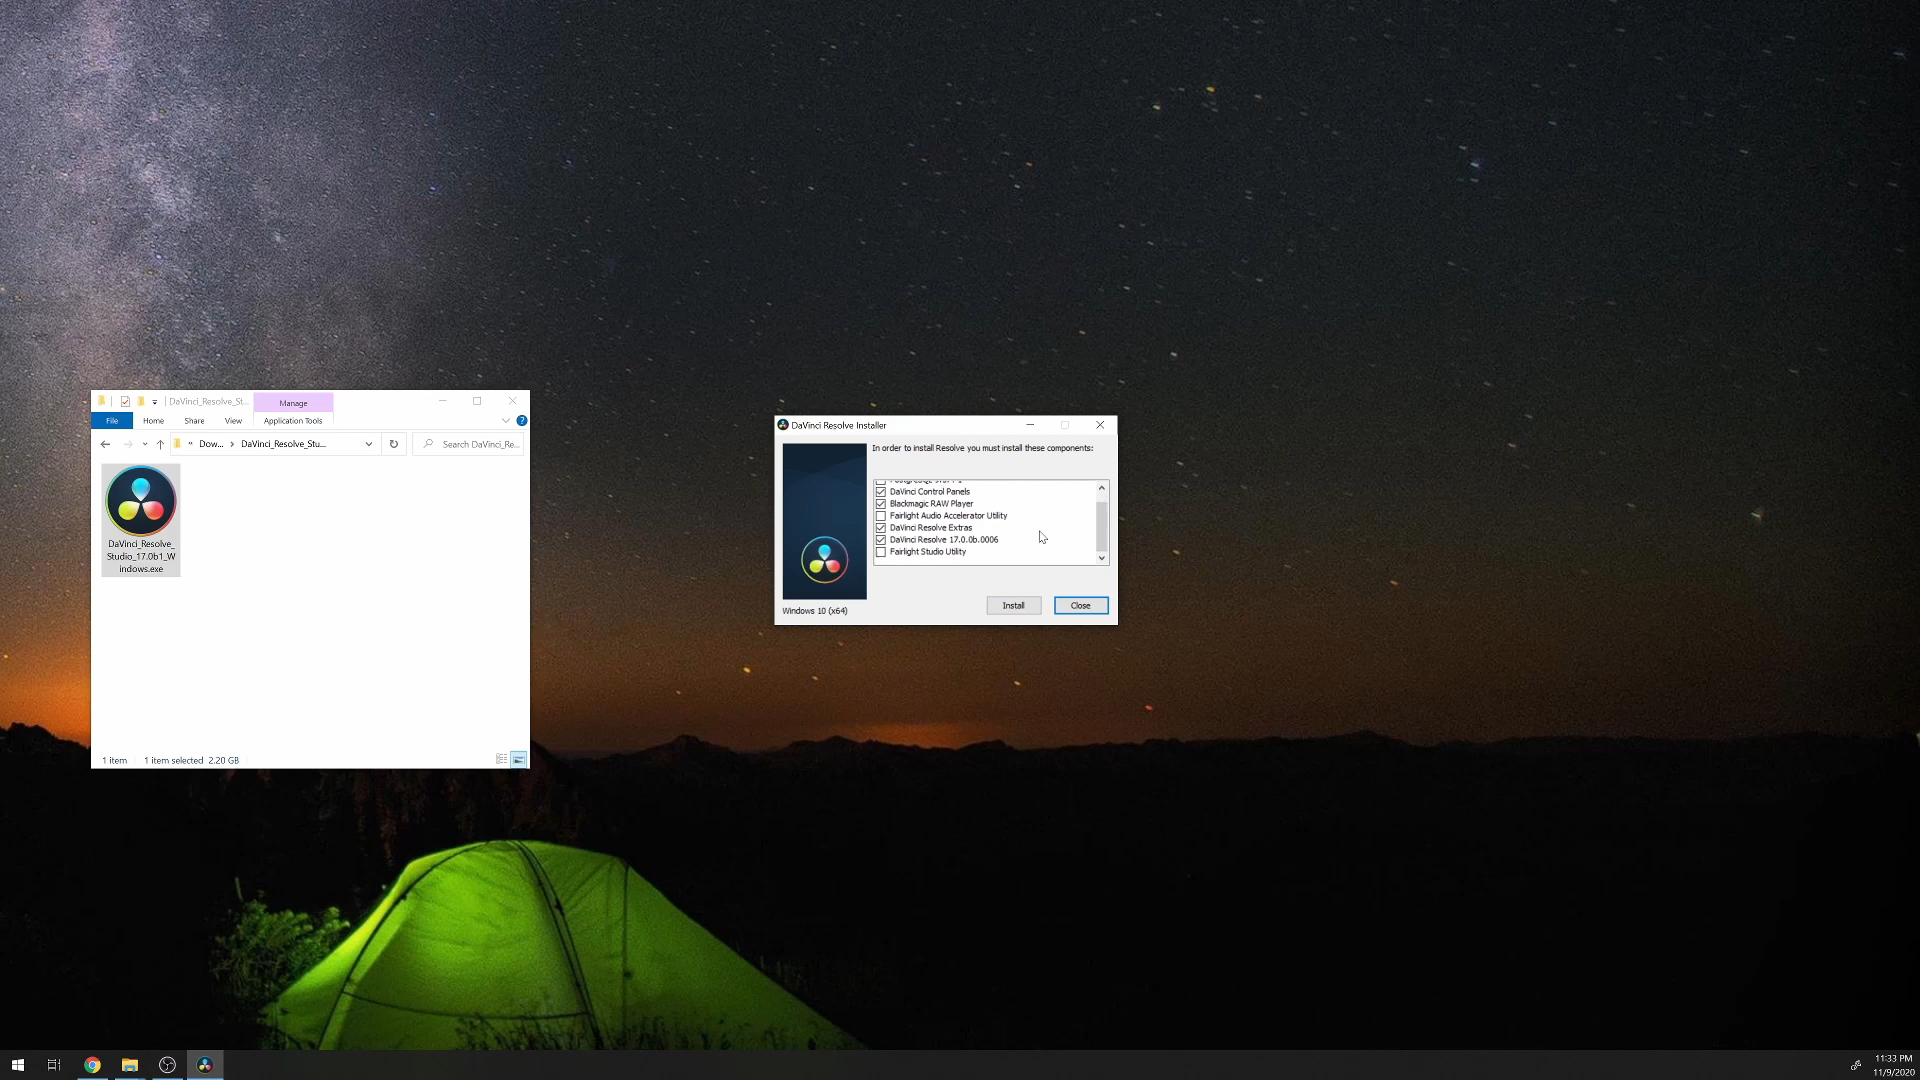 DaVinci_Resolve_St...
Manage
File
Home
Share
View
Application Tools
Dow...
DaVinci_Resolve_Stu...
Search DaVinci_Re...
DaVinci_Resolve_
Studio_17.0b1_W
indows.exe
1 item
1 item selected 2.20 GB
DaVinci Resolve Installer
In order to install Resolve you must install these components:
DaVinci Control Panels
Blackmagic RAW Player
Fairlight Audio Accelerator Utility
DaVinci Resolve Extras
DaVinci Resolve 17.0.0b.0006
Fairlight Studio Utility
Windows 10 (x64)
Install
Close
11:33 PM
11/9/2020